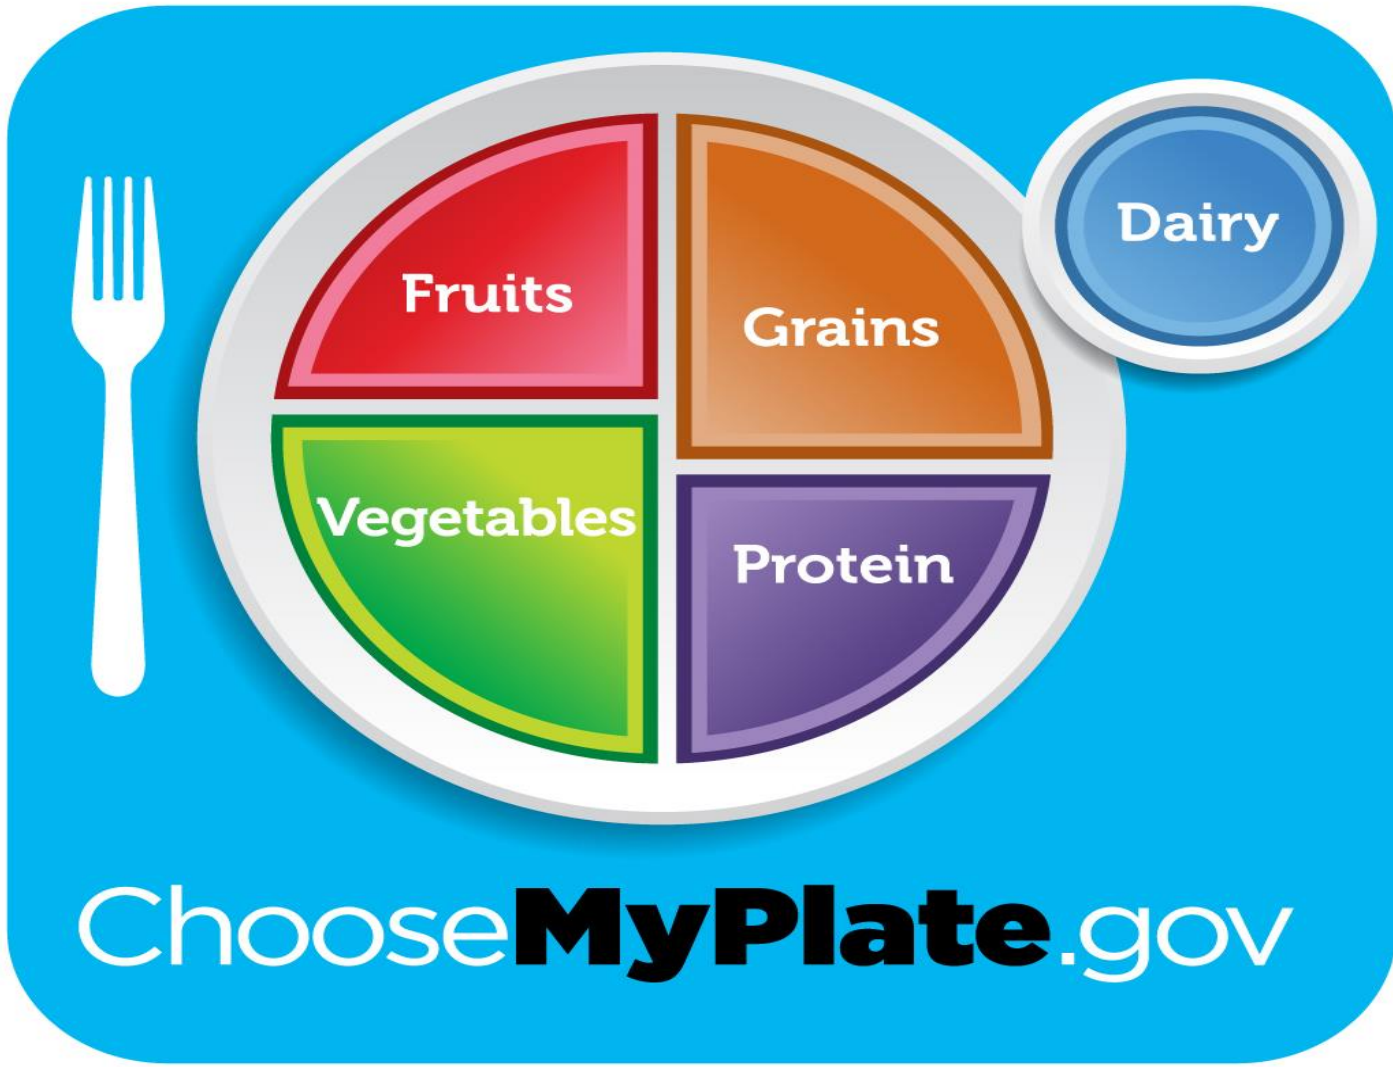 Fruits
Grains
Dairy
Vegetables
Protein
ChooseMyPlate.gov